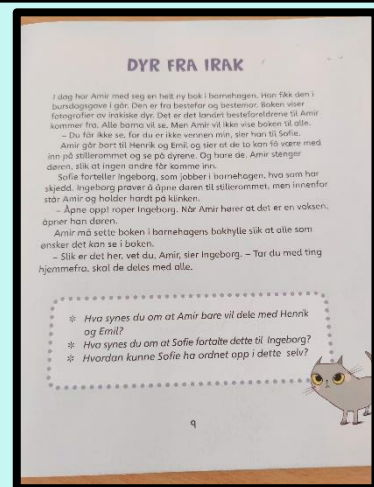 DYR FRA IRAK
I dag har Amir med seg en helt ny bok i barnehagen. Han fikk den i
bursdagsgave i går. Den er fra bestefar og bestemor. Boken viser
fotografier av irakiske dyr. Det er det landet besteforeldrene til Amir
kommer fra. Alle barna vil se. Men Amir vil ikke vise boken til alle.
– Du får ikke se, for du er ikke vennen min, sier han til Sofie.
Amir går bort til Henrik og Emil og sier at de to kan få være med
inn på stillerommet og se på dyrene. Og bare de. Amir stenger
døren, slik at ingen andre får komme inn.
Sofie forteller Ingeborg, som jobber i barnehagen, hva som har
skjedd. Ingeborg prøver å åpne døren til stillerommet, men innenfor
står Amir og holder hardt på klinken.
– Åpne opp! roper Ingeborg. Når Amir hører at det er en voksen,
åpner han døren.
Amir må sette boken i barnehagens bokhylle slik at alle som
ønsker det kan se i boken.
– Slik er det her, vet du, Amir, sier Ingeborg. – Tar du med ting
hjemmefra, skal de deles med alle.
* Hva synes du om at Amir bare vil dele med Henrik
og Emil?
* Hva synes du om at Sofie fortalte dette til Ingeborg?
* Hvordan kunne Sofie ha ordnet opp i dette selv?
9